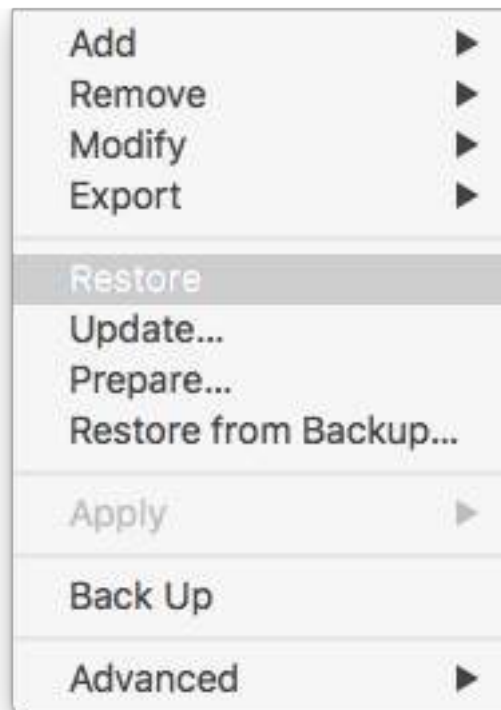 Add
Remove
Modify
Export
Restore
Update...
Prepare...
Restore from Backup...
Apply
Back Up
Advanced